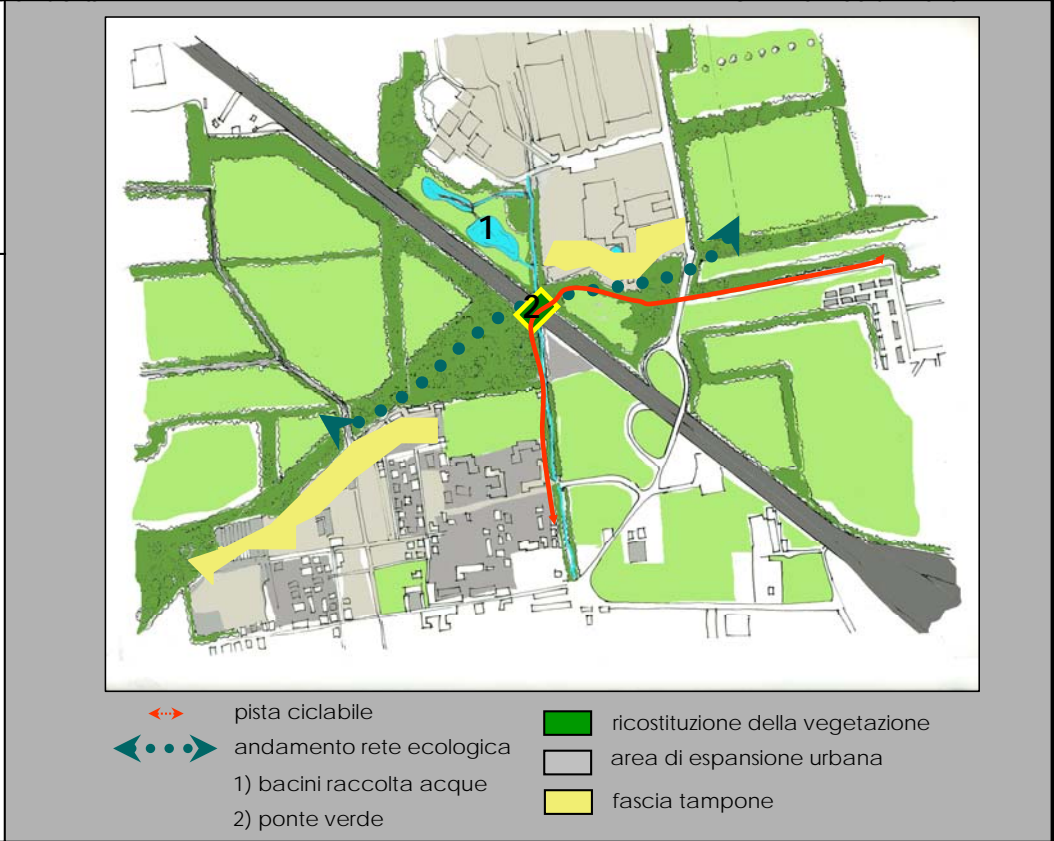 1
2
pista ciclabile
andamento rete ecologica
1) bacini raccolta acque
2) ponte verde
ricostituzione della vegetazione
area di espansione urbana
fascia tampone